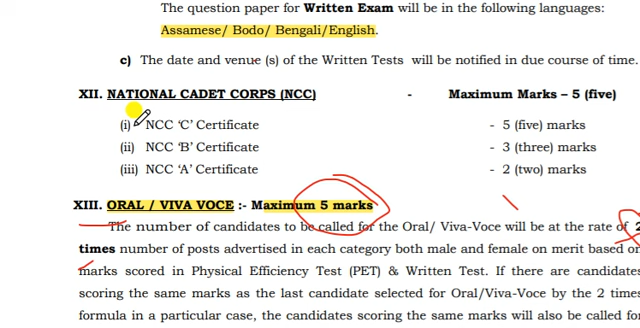 The question paper for Written Exam will be in the following languages:
Assamese/ Bodo/ Bengali/English.
c) The date and venue (s) of the Written Tests will be notified in due course of time.
XII. NATIONAL CADET CORPS (NCC) - Maximum Marks – 5 (five)
(i) NCC 'C' Certificate - 5 (five) marks
(ii) NCC 'B' Certificate - 3 (three) marks
(iii) NCC 'A' Certificate - 2 (two) marks
XIII. ORAL / VIVA VOCE :- Maximum 5 marks
The number of candidates to be called for the Oral/ Viva-Voce will be at the rate of 2
times number of posts advertised in each category both male and female on merit based on
marks scored in Physical Efficiency Test (PET) & Written Test. If there are candidates
scoring the same marks as the last candidate selected for Oral/Viva-Voce by the 2 times
formula in a particular case, the candidates scoring the same marks will also be called for